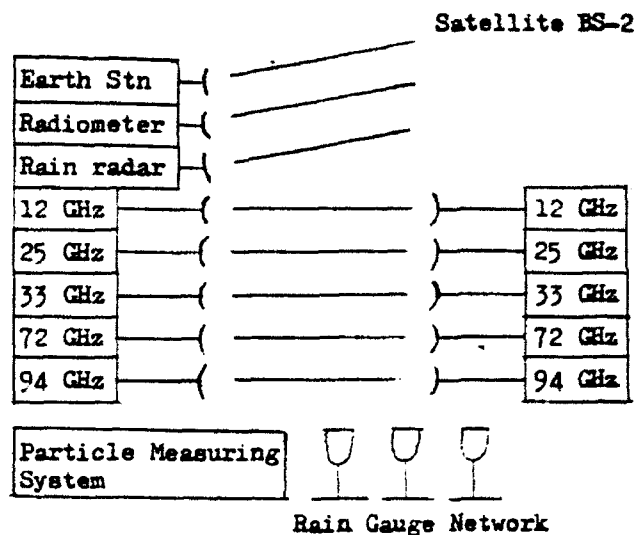 Satellite BS-2
Earth Stn
Radiometer
Rain radar
12 GHz 12 GHz
25 GHz 25 GHz
33 GHz 33 GHz
72 GHz 72 GHz
94 GHz 94 GHz
Particle Measuring
System
Rain Gauge Network